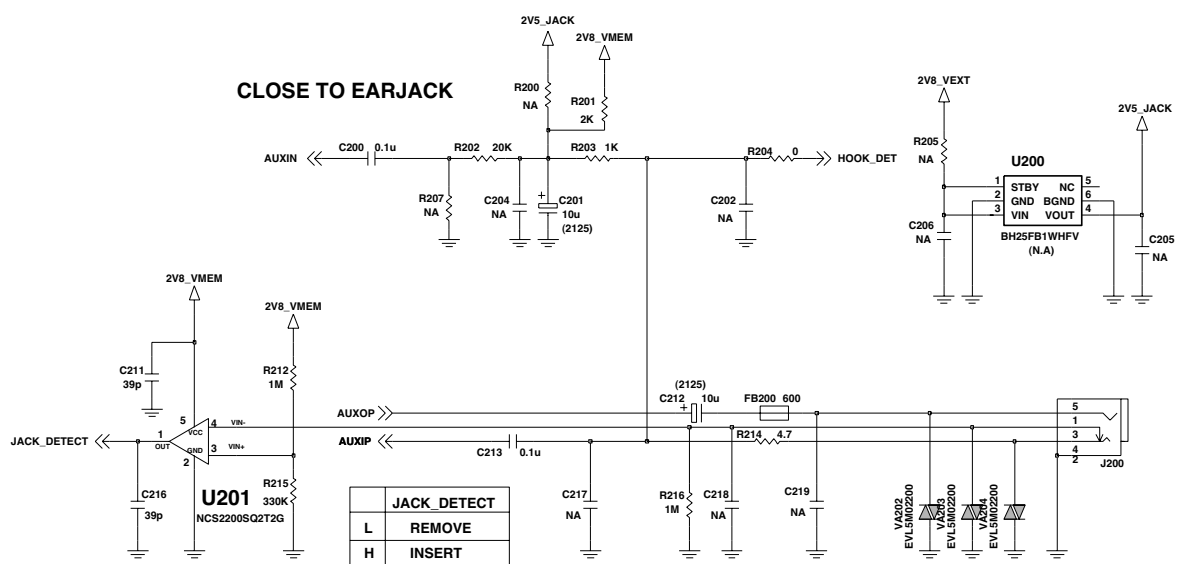 2V5_JACK
2V8_VMEM
CLOSE TO EARJACK
R200
NA
R201
2K
2V8_VEXT
2V5_JACK
C200 0.1u
AUXIN
R202 20K
R203 1K
R204 0
HOOK_DET
R205
NA
U200
1 STBY NC 5
2 GND BGND 6
3 VIN VOUT 4
BH25FB1WHFV
(N.A)
R207
NA
C204
NA
+
C201
10u
(2125)
C202
NA
C206
NA
C205
NA
2V8_VMEM
2V8_VMEM
C211
39p
R212
1M
(2125)
C212 10u
+
FB200 600
AUXOP
5
1
3
4
2
J200
JACK_DETECT
1
OUT
5
VCC
4
VIN-
GND
3
VIN+
2
AUXIP
C213 0.1u
R214 4.7
C216
39p
U201
NCS2200SQ2T2G
R215
330K
C217
NA
R216
1M
C218
NA
C219
NA
VA202
EVL5M02200
VA203
EVL5M02200
VA204
EVL5M02200
JACK_DETECT
L REMOVE
H INSERT